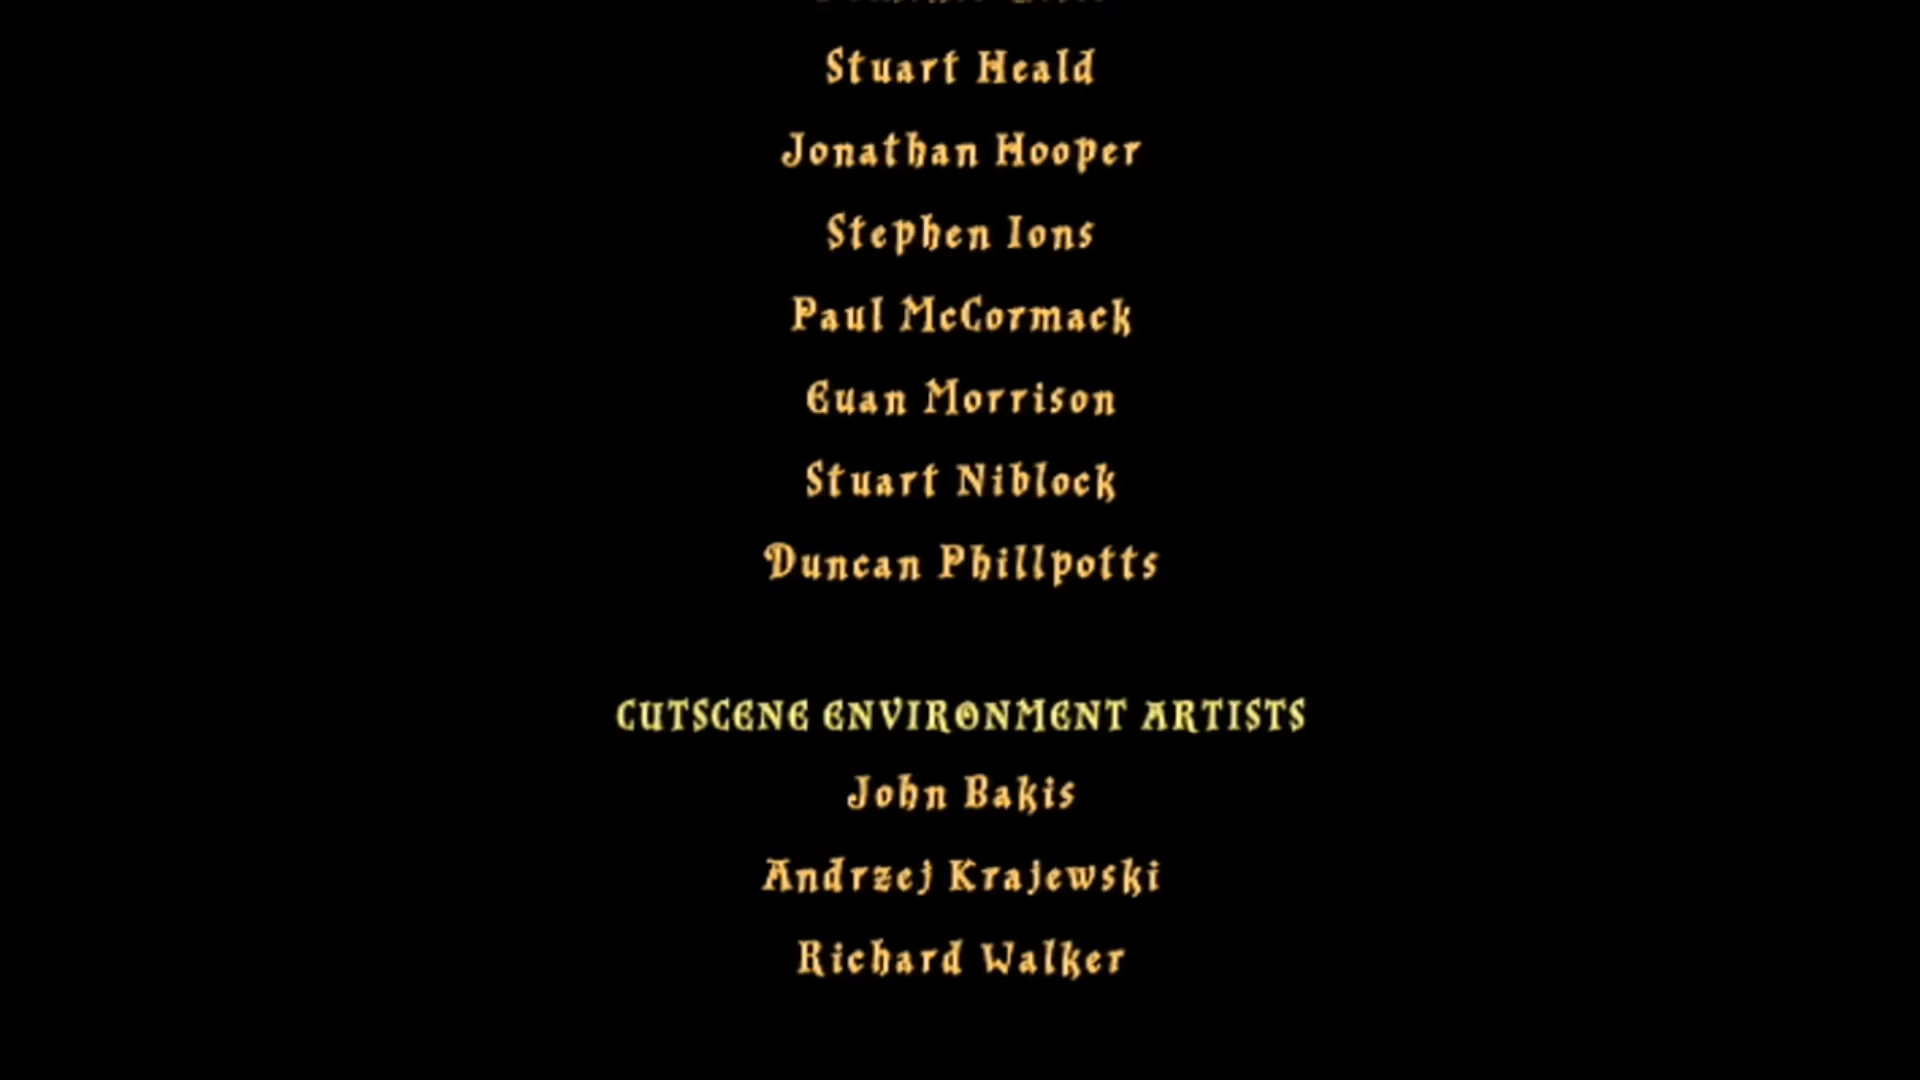 Stuart Heald
Jonathan Hooper
Stephen Ions
Paul McCormack
Euan Morrison
Stuart Niblock
Duncan Phillpotts
CUTSCENE ENVIRONMENT ARTISTS
John Bakis
Andrzej Krajewski
Richard Walker